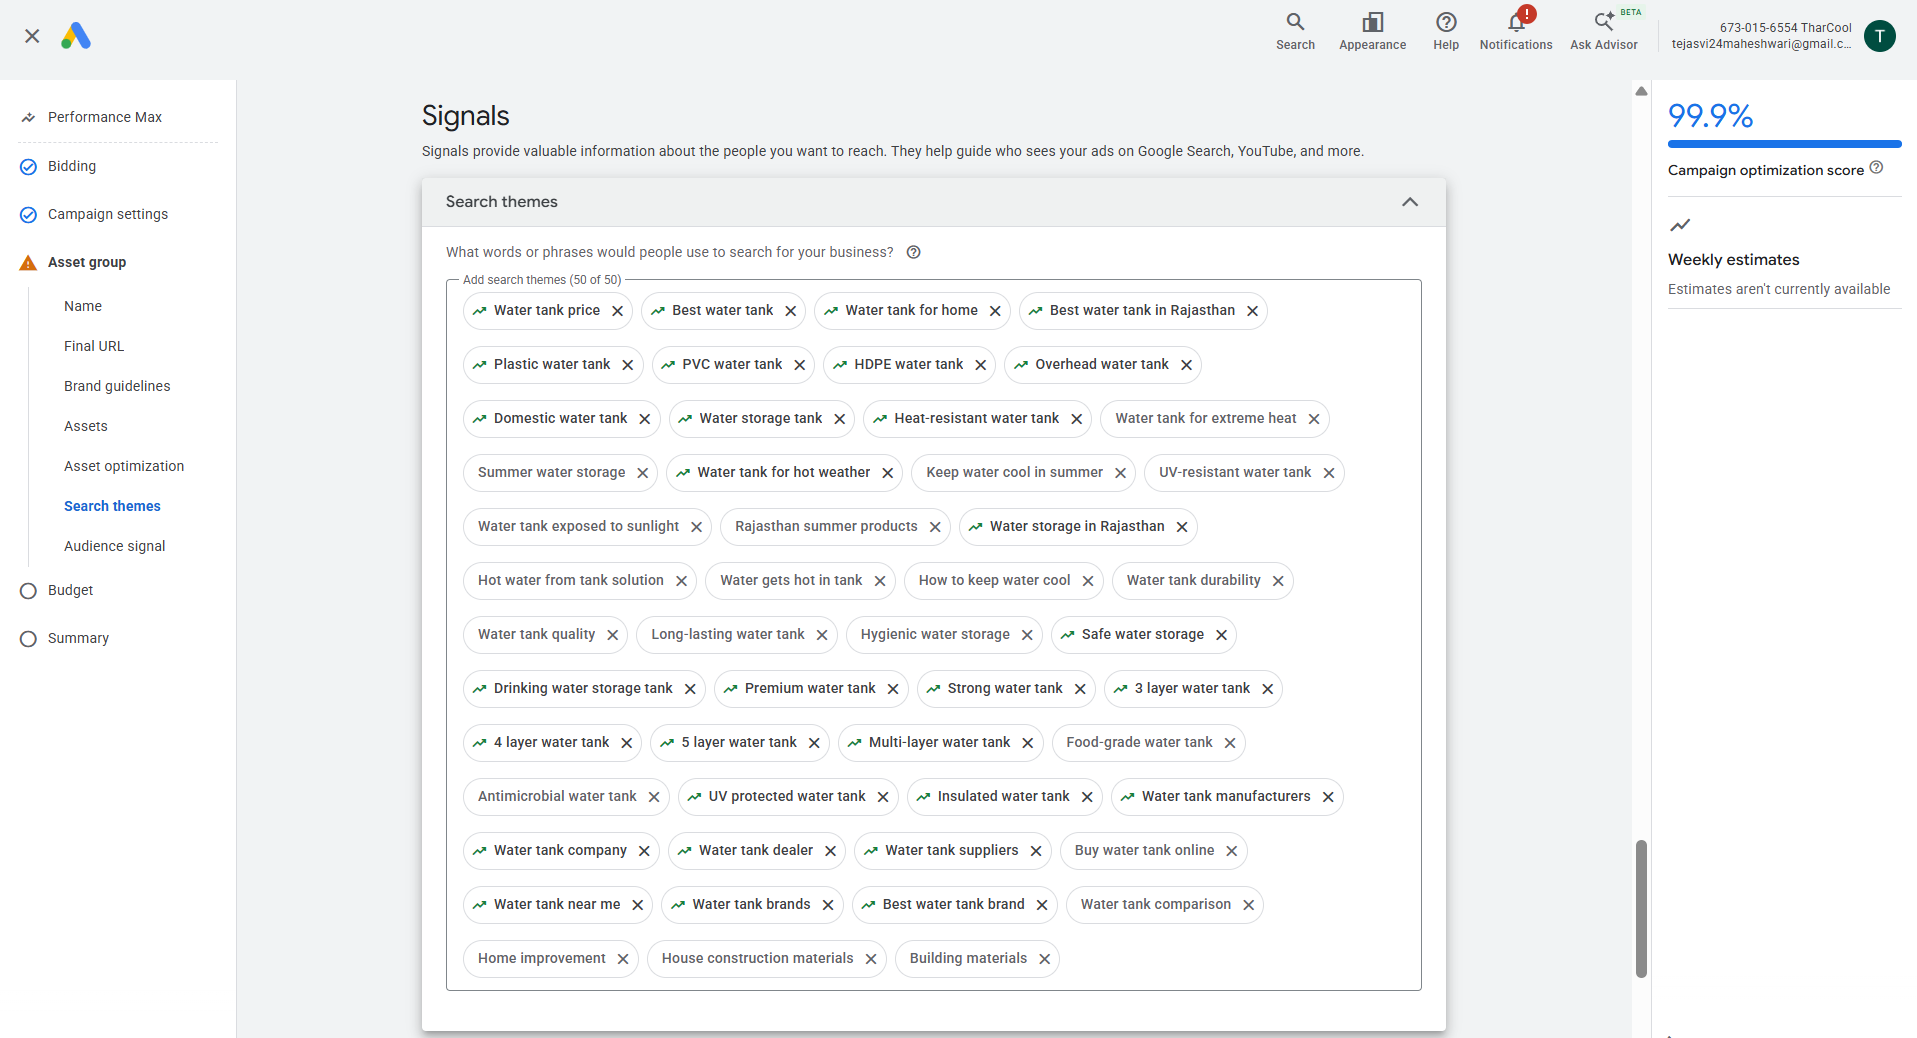 Search
Appearance
Help
Notifications
Ask Advisor
BETA
673-015-6554 TharCool
tejasvi24maheshwari@gmail.c...
T
Performance Max
Bidding
Campaign settings
Asset group
Name
Final URL
Brand guidelines
Assets
Asset optimization
Search themes
Audience signal
Budget
Summary
Signals
Signals provide valuable information about the people you want to reach. They help guide who sees your ads on Google Search, YouTube, and more.
Search themes
What words or phrases would people use to search for your business?
Add search themes (50 of 50)
Water tank price Best water tank Water tank for home Best water tank in Rajasthan
Plastic water tank PVC water tank HDPE water tank Overhead water tank
Domestic water tank Water storage tank Heat-resistant water tank Water tank for extreme heat
Summer water storage Water tank for hot weather Keep water cool in summer UV-resistant water tank
Water tank exposed to sunlight Rajasthan summer products Water storage in Rajasthan
Hot water from tank solution Water gets hot in tank How to keep water cool Water tank durability
Water tank quality Long-lasting water tank Hygienic water storage Safe water storage
Drinking water storage tank Premium water tank Strong water tank 3 layer water tank
4 layer water tank 5 layer water tank Multi-layer water tank Food-grade water tank
Antimicrobial water tank UV protected water tank Insulated water tank Water tank manufacturers
Water tank company Water tank dealer Water tank suppliers Buy water tank online
Water tank near me Water tank brands Best water tank brand Water tank comparison
Home improvement House construction materials Building materials
99.9%
Campaign optimization score
Weekly estimates
Estimates aren't currently available